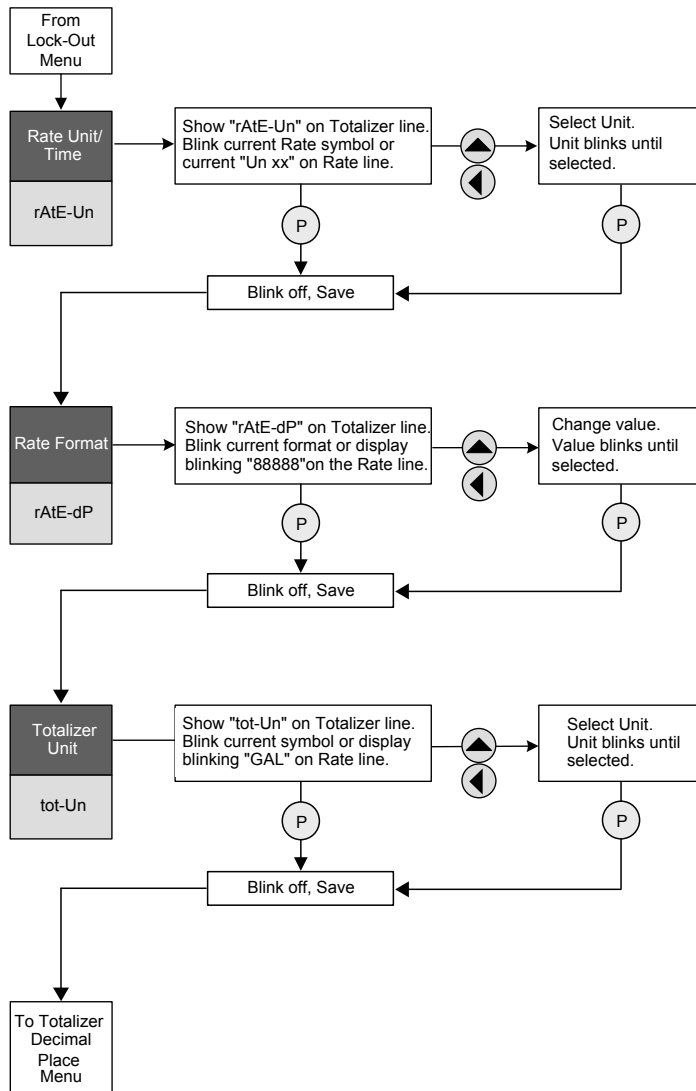 From
Lock-Out
Menu
Rate Unit/
Time
rAtE-Un
Show "rAtE-Un" on Totalizer line.
Blink current Rate symbol or
current "Un xx" on Rate line.
Select Unit.
Unit blinks until
selected.
P
P
Blink off, Save
Rate Format
rAtE-dP
Show "rAtE-dP" on Totalizer line.
Blink current format or display
blinking "88888"on the Rate line.
Change value.
Value blinks until
selected.
P
P
Blink off, Save
Totalizer
Unit
tot-Un
Show "tot-Un" on Totalizer line.
Blink current symbol or display
blinking "GAL" on Rate line.
Select Unit.
Unit blinks until
selected.
P
P
Blink off, Save
To Totalizer
Decimal
Place
Menu